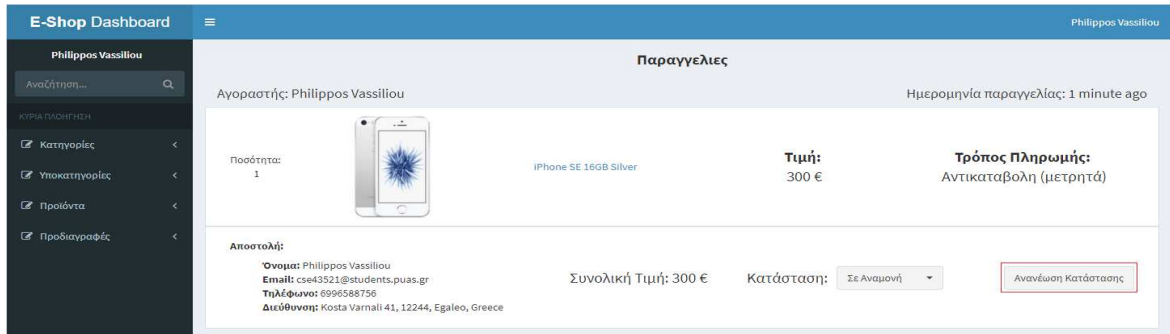 E-Shop Dashboard
Philippos Vassiliou
Philippos Vassiliou
Αναζήτηση...
ΚΥΡΙΑ ΠΛΟΗΓΗΣΗ
Κατηγορίες
Υποκατηγορίες
Προϊόντα
Προδιαγραφές
Παραγγελιες
Αγοραστής: Philippos Vassiliou
Ημερομηνία παραγγελίας: 1 minute ago
Ποσότητα:
1
iPhone SE 16GB Silver
Τιμή:
300 €
Τρόπος Πληρωμής:
Αντικαταβολη (μετρητά)
Αποστολή:
Όνομα: Philippos Vassiliou
Email: cse43521@students.puas.gr
Τηλέφωνο: 6996588756
Διεύθυνση: Kosta Varnali 41, 12244, Egaleo, Greece
Συνολική Τιμή: 300 €
Κατάσταση:
Σε Αναμονή
Ανανέωση Κατάστασης